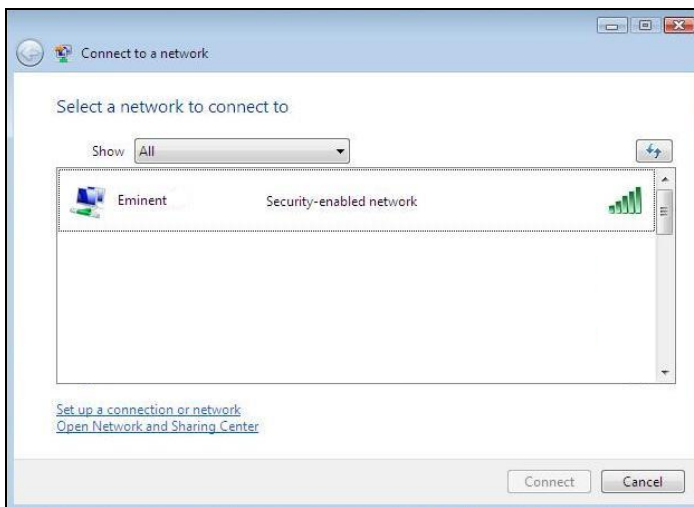 Connect to a network
Select a network to connect to
Show All
Eminent Security-enabled network
Set up a connection or network
Open Network and Sharing Center
Connect Cancel